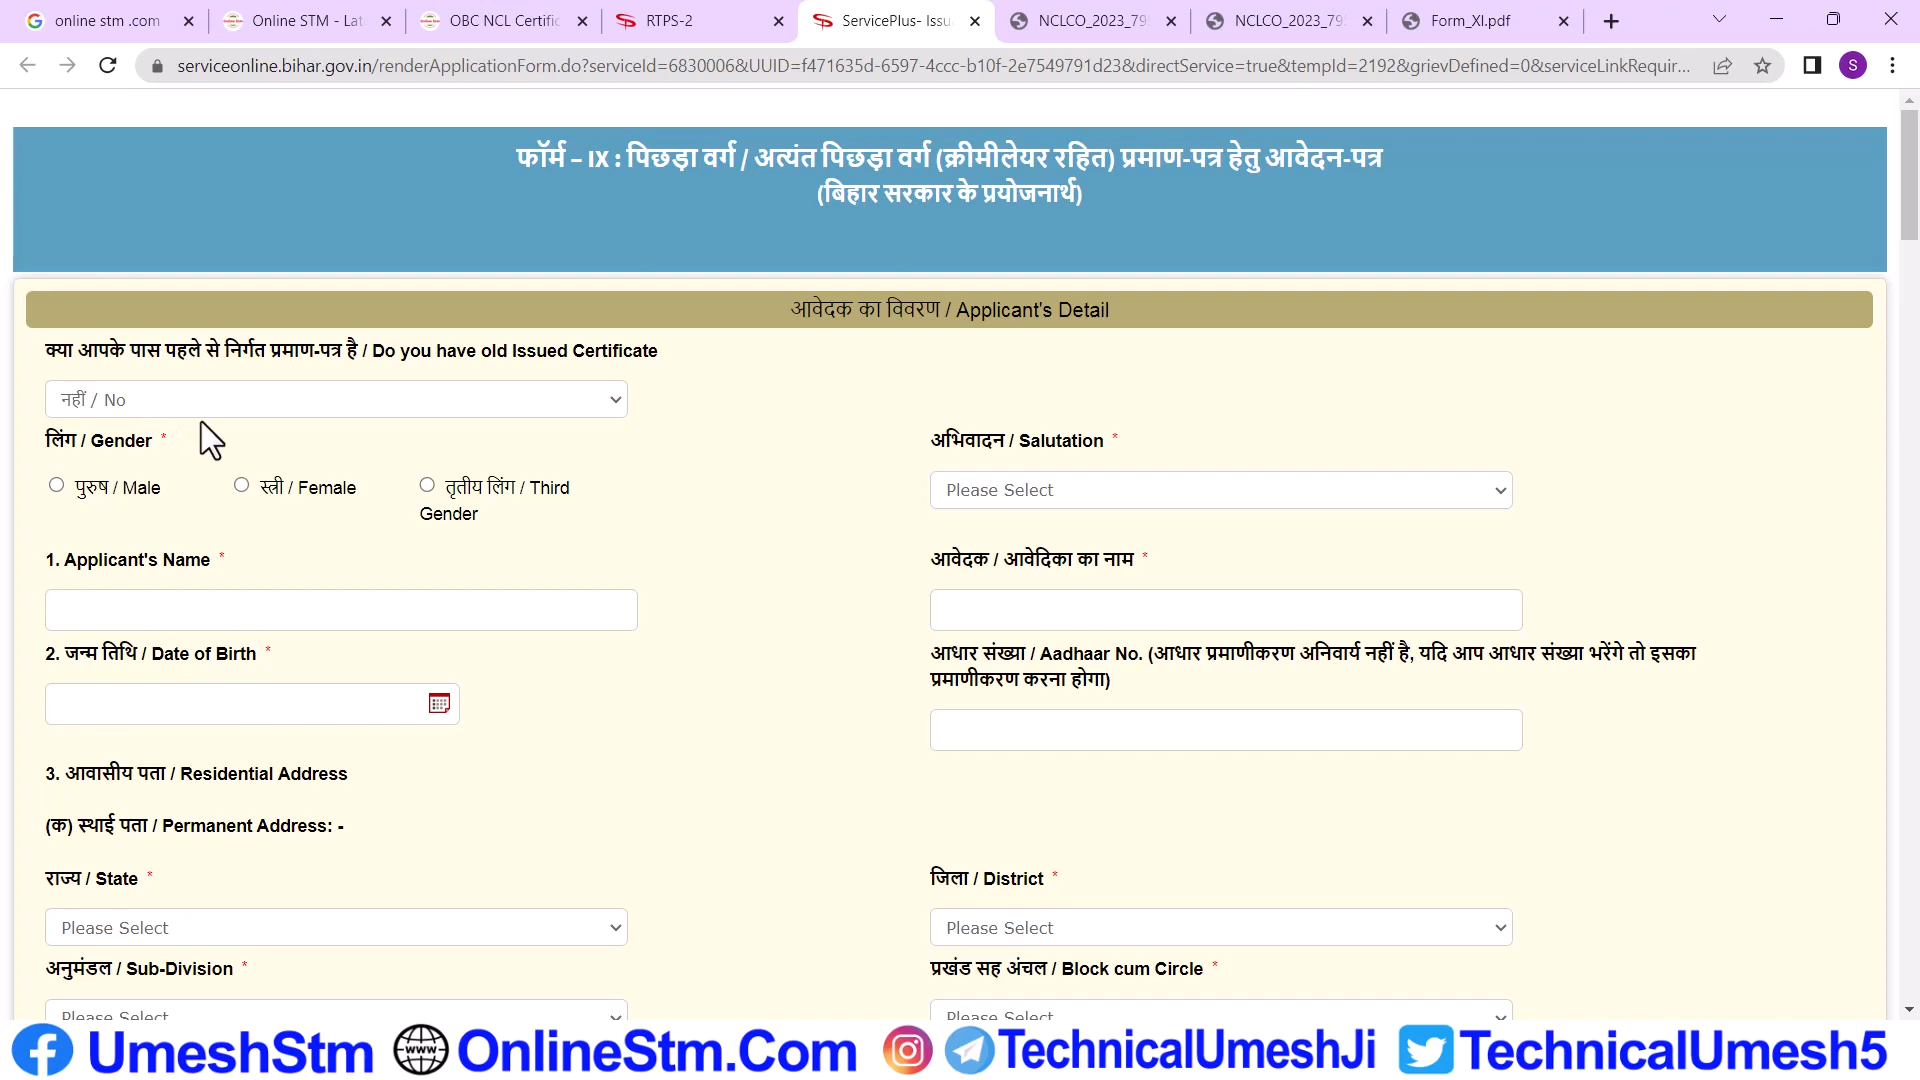 online stm .com
Online STM - Lat
OBC NCL Certific
RTPS-2
ServicePlus- Issu
NCLCO_2023_79
NCLCO_2023_79
Form_XI.pdf
serviceonline.bihar.gov.in/renderApplicationForm.do?serviceId=6830006&UUID=f471635d-6597-4ccc-b10f-2e7549791d23&directService=true&tempId=2192&grievDefined=0&serviceLinkRequir...
S
फॉर्म – IX : पिछड़ा वर्ग / अत्यंत पिछड़ा वर्ग (क्रीमीलेयर रहित) प्रमाण-पत्र हेतु आवेदन-पत्र
(बिहार सरकार के प्रयोजनार्थ)
आवेदक का विवरण / Applicant's Detail
क्या आपके पास पहले से निर्गत प्रमाण-पत्र है / Do you have old Issued Certificate
नहीं / No
लिंग / Gender *
अभिवादन / Salutation *
पुरुष / Male
स्त्री / Female
तृतीय लिंग / Third
Gender
Please Select
1. Applicant's Name *
आवेदक / आवेदिका का नाम *
2. जन्म तिथि / Date of Birth *
आधार संख्या / Aadhaar No. (आधार प्रमाणीकरण अनिवार्य नहीं है, यदि आप आधार संख्या भरेंगे तो इसका
प्रमाणीकरण करना होगा)
3. आवासीय पता / Residential Address
(क) स्थाई पता / Permanent Address: -
राज्य / State *
जिला / District *
Please Select
Please Select
अनुमंडल / Sub-Division *
प्रखंड सह अंचल / Block cum Circle *
Please Select
Please Select
UmeshStm
www
OnlineStm.Com
TechnicalUmeshJi
TechnicalUmesh5